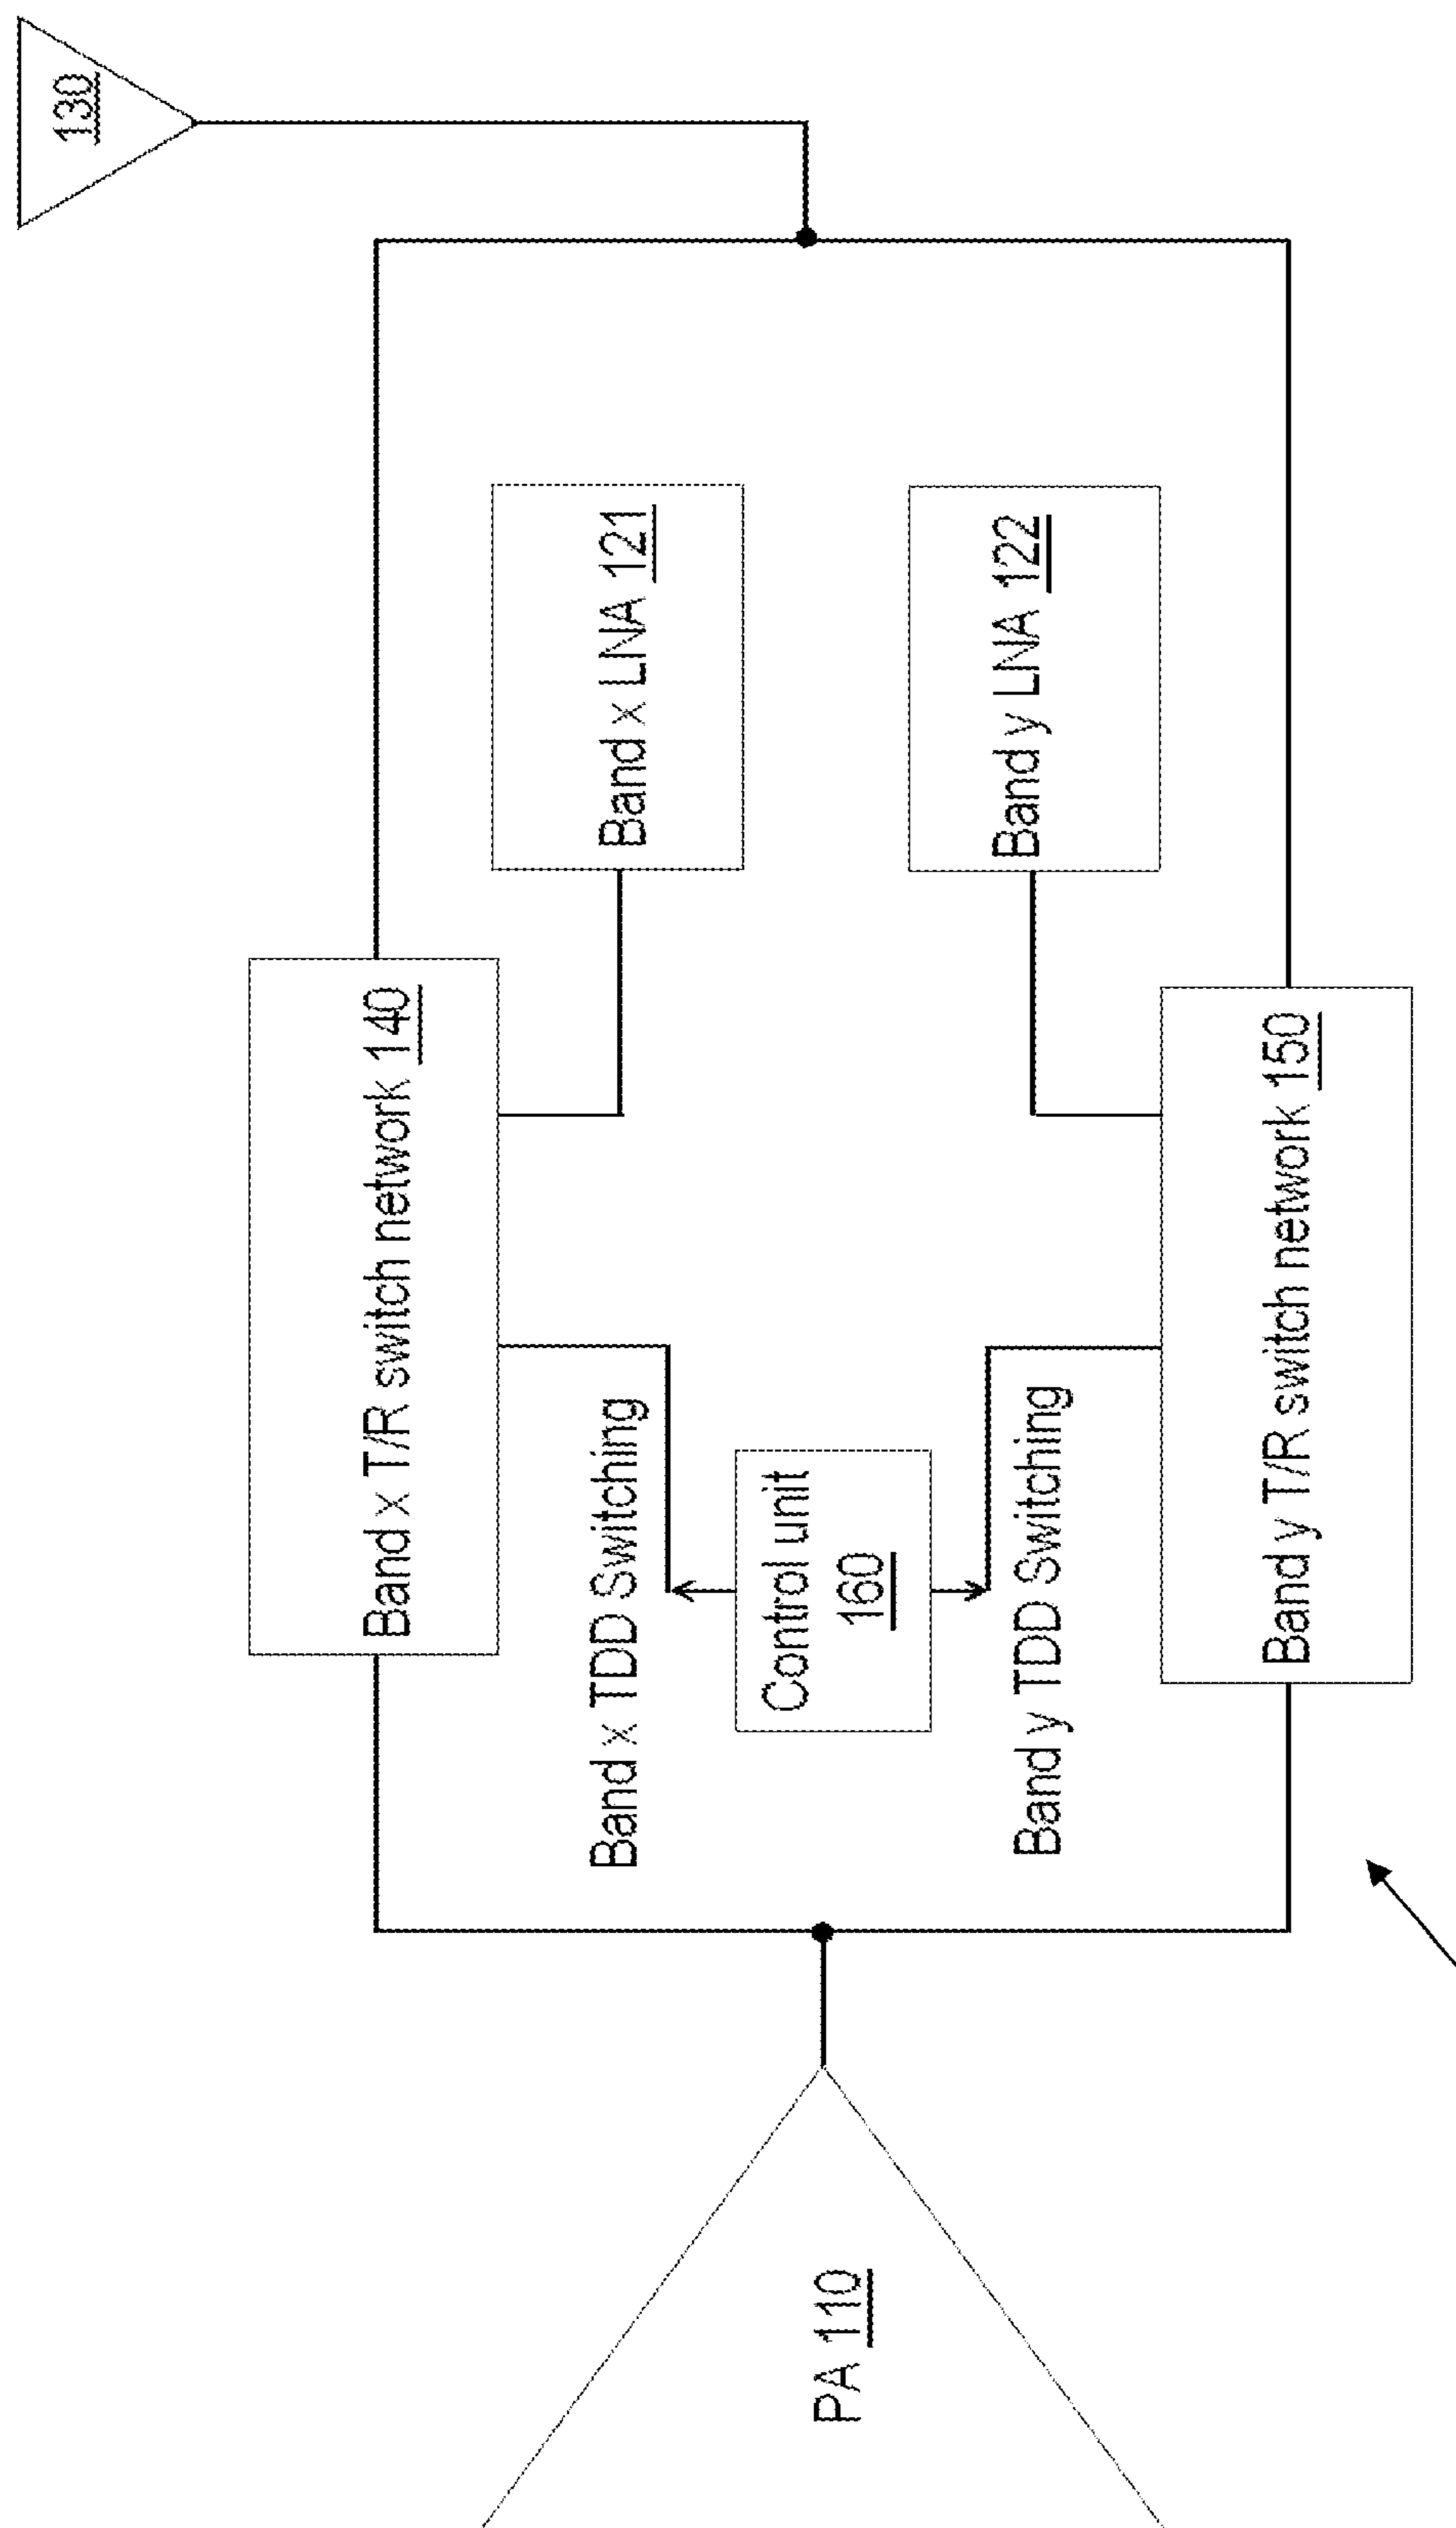 130
Band x T/R switch network 140
Band x LNA 121
Band x TDD Switching
Control unit
160
PA 110
Band y LNA 122
Band y TDD Switching
Band y T/R switch network 150